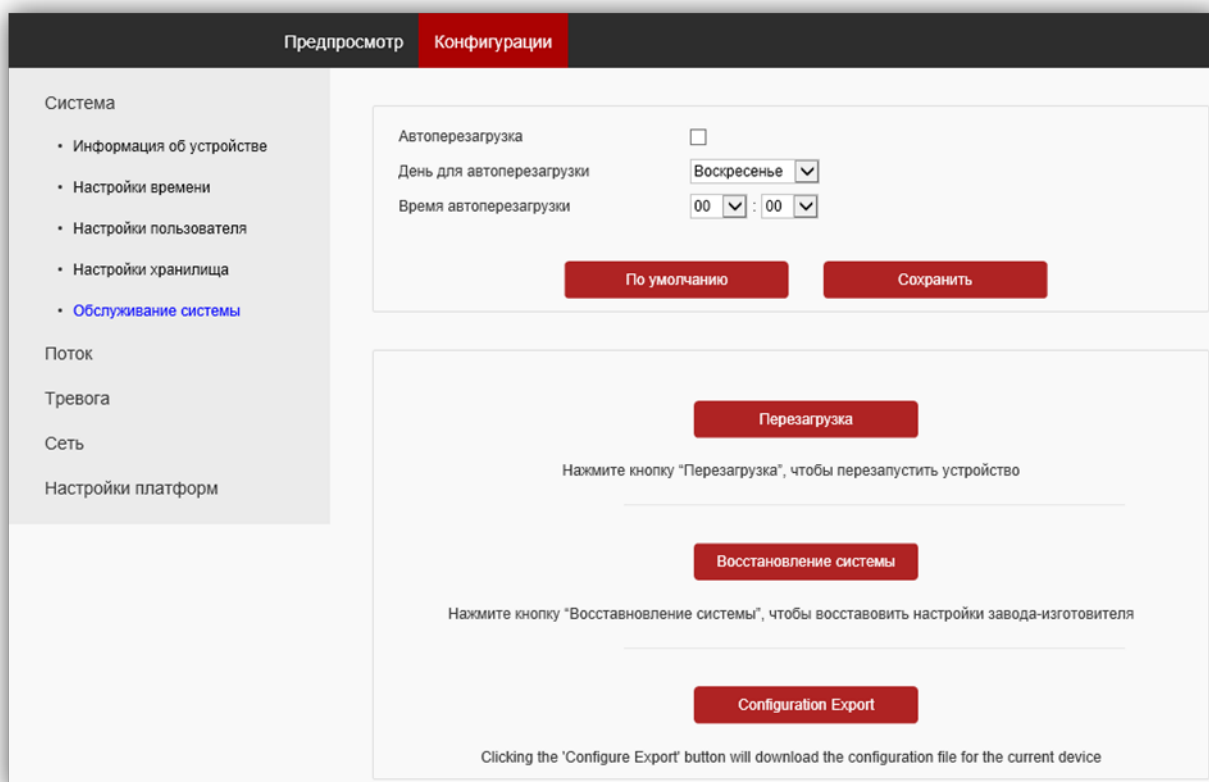 Предпросмотр Конфигурации
Система
• Информация об устройстве
• Настройки времени
• Настройки пользователя
• Настройки хранилища
• Обслуживание системы
Поток
Тревога
Сеть
Настройки платформ
Автоперезагрузка
День для автоперезагрузки Воскресенье
Время автоперезагрузки 00 : 00
По умолчанию Сохранить
Перезагрузка
Нажмите кнопку “Перезагрузка”, чтобы перезапустить устройство
Восстановление системы
Нажмите кнопку “Восставновление системы”, чтобы восставовить настройки завода-изготовителя
Configuration Export
Clicking the 'Configure Export' button will download the configuration file for the current device